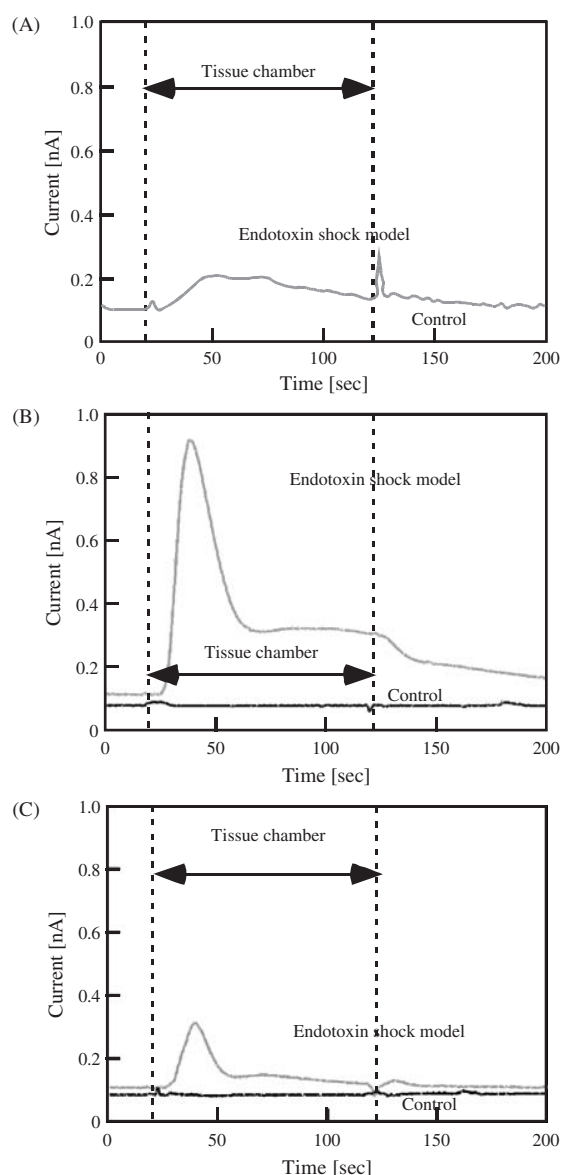 (A)
1.0
0.8
0.6
0.4
0.2
0
Current [nA]
Tissue chamber
Endotoxin shock model
Control
0 50 100 150 200
Time [sec]
(B)
1.0
0.8
0.6
0.4
0.2
0
Current [nA]
Endotoxin shock model
Tissue chamber
Control
0 50 100 150 200
Time [sec]
(C)
1.0
0.8
0.6
0.4
0.2
0
Current [nA]
Tissue chamber
Endotoxin shock model
Control
0 50 100 150 200
Time [sec]